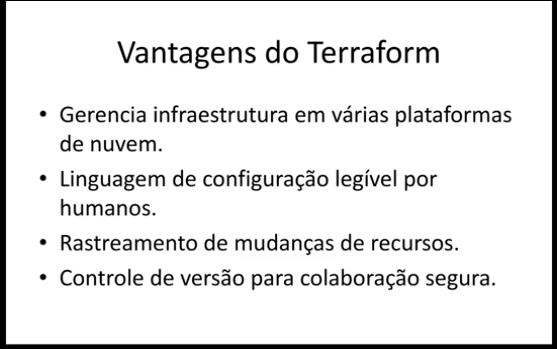 Vantagens do Terraform
• Gerencia infraestrutura em várias plataformas
de nuvem.
• Linguagem de configuração legível por
humanos.
• Rastreamento de mudanças de recursos.
• Controle de versão para colaboração segura.